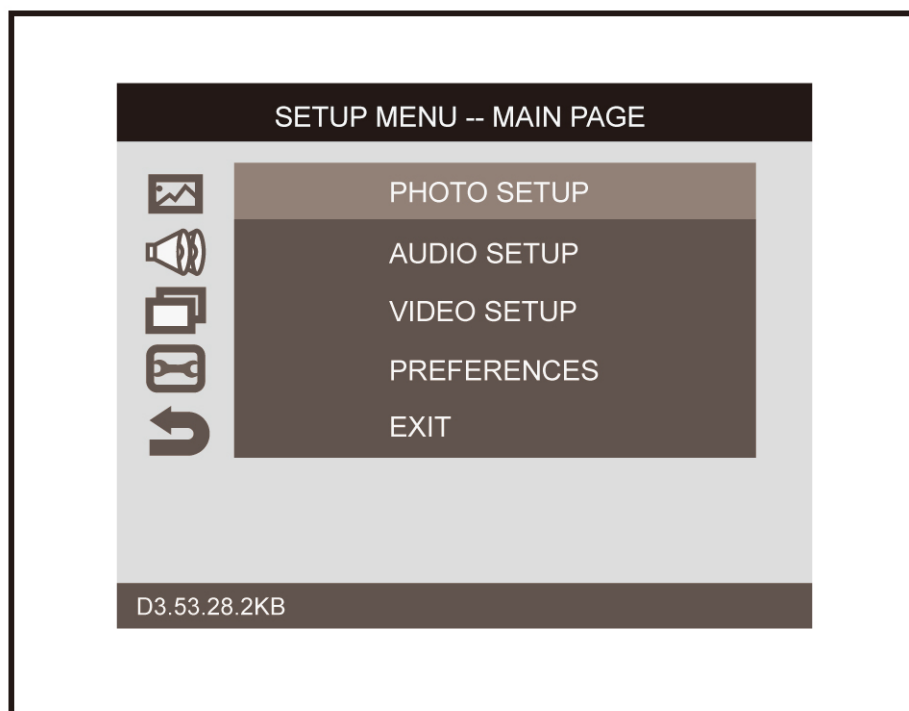 SETUP MENU -- MAIN PAGE
PHOTO SETUP
AUDIO SETUP
VIDEO SETUP
PREFERENCES
EXIT
D3.53.28.2KB